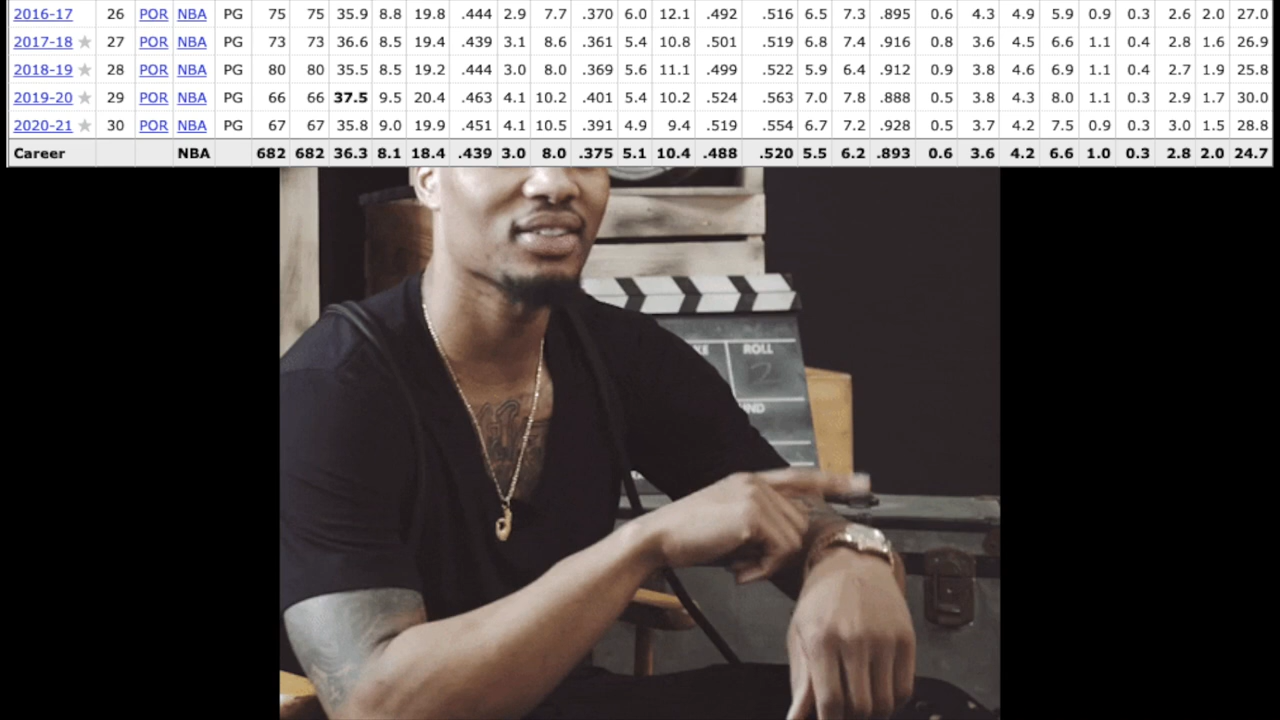 2016-17 26 POR NBA PG 75 75 35.9 8.8 19.8 .444 2.9 7.7 .370 6.0 12.1 .492 .516 6.5 7.3 .895 0.6 4.3 4.9 5.9 0.9 0.3 2.6 2.0 27.0
2017-18 ★ 27 POR NBA PG 73 73 36.6 8.5 19.4 .439 3.1 8.6 .361 5.4 10.8 .501 .519 6.8 7.4 .916 0.8 3.6 4.5 6.6 1.1 0.4 2.8 1.6 26.9
2018-19 ★ 28 POR NBA PG 80 80 35.5 8.5 19.2 .444 3.0 8.0 .369 5.6 11.1 .499 .522 5.9 6.4 .912 0.9 3.8 4.6 6.9 1.1 0.4 2.7 1.9 25.8
2019-20 ★ 29 POR NBA PG 66 66 37.5 9.5 20.4 .463 4.1 10.2 .401 5.4 10.2 .524 .563 7.0 7.8 .888 0.5 3.8 4.3 8.0 1.1 0.3 2.9 1.7 30.0
2020-21 ★ 30 POR NBA PG 67 67 35.8 9.0 19.9 .451 4.1 10.5 .391 4.9 9.4 .519 .554 6.7 7.2 .928 0.5 3.7 4.2 7.5 0.9 0.3 3.0 1.5 28.8
Career NBA 682 682 36.3 8.1 18.4 .439 3.0 8.0 .375 5.1 10.4 .488 .520 5.5 6.2 .893 0.6 3.6 4.2 6.6 1.0 0.3 2.8 2.0 24.7
ROLL
2